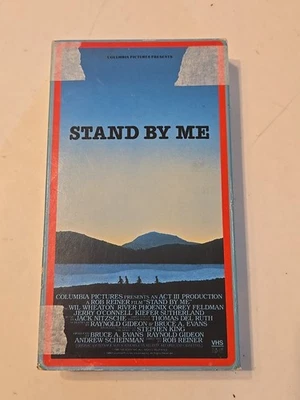 COLUMBIA PICTURES PRESENTS
STAND BY ME
COLUMBIA PICTURES PRESENTS AN ACT III PRODUCTION
A ROB REINER FILM "STAND BY ME"
WIL WHEATON RIVER PHOENIX COREY FELDMAN
JERRY O'CONNELL KIEFER SUTHERLAND
JACK NITZSCHE THOMAS DEL RUTH
RAYNOLD GIDEON & BRUCE A. EVANS
STEPHEN KING
BRUCE A. EVANS RAYNOLD GIDEON
ANDREW SCHEINMAN ROB REINER
VHS